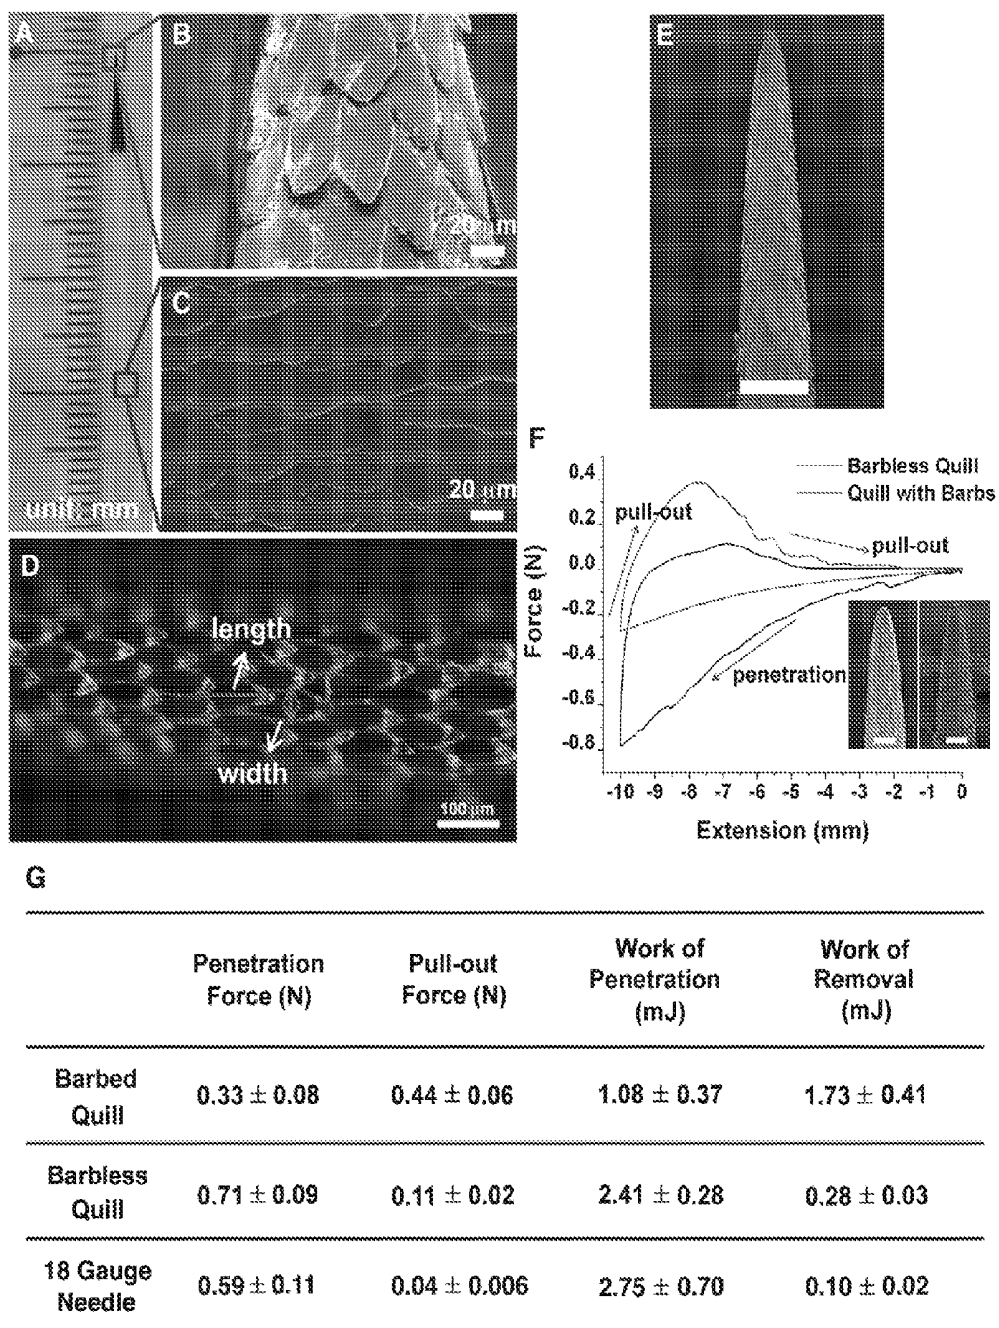 A
B
20 µm
C
20 µm
unit: mm
D
length
width
100 µm
E
F
Barbless Quill
Quill with Barbs
pull-out
pull-out
penetration
Force (N)
0.4
0.2
0.0
-0.2
-0.4
-0.6
-0.8
-10 -9 -8 -7 -6 -5 -4 -3 -2 -1 0
Extension (mm)
G
Penetration Force (N)
Pull-out Force (N)
Work of Penetration (mJ)
Work of Removal (mJ)
Barbed Quill
0.33 ± 0.08 0.44 ± 0.06 1.08 ± 0.37 1.73 ± 0.41
Barbless Quill
0.71 ± 0.09 0.11 ± 0.02 2.41 ± 0.28 0.28 ± 0.03
18 Gauge Needle
0.59 ± 0.11 0.04 ± 0.006 2.75 ± 0.70 0.10 ± 0.02